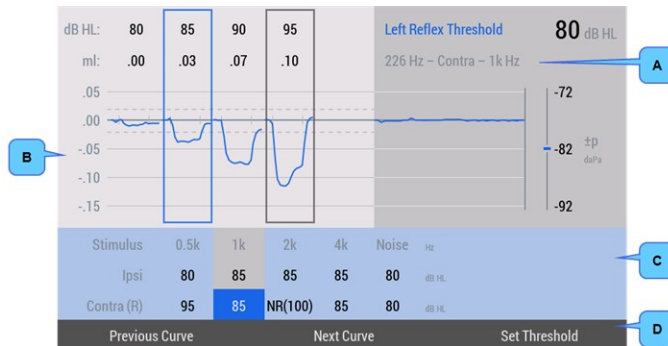 dB HL: 80 85 90 95
ml: .00 .03 .07 .10
Left Reflex Threshold 80 dB HL
226 Hz – Contra – 1k Hz
A
.05
.00
-.05
-.10
-.15
B
-72
-82
-92
±p
daPa
Stimulus 0.5k 1k 2k 4k Noise Hz
Ipsi 80 85 85 85 80 dB HL
Contra (R) 95 85 NR(100) 85 80 dB HL
C
Previous Curve Next Curve Set Threshold
D